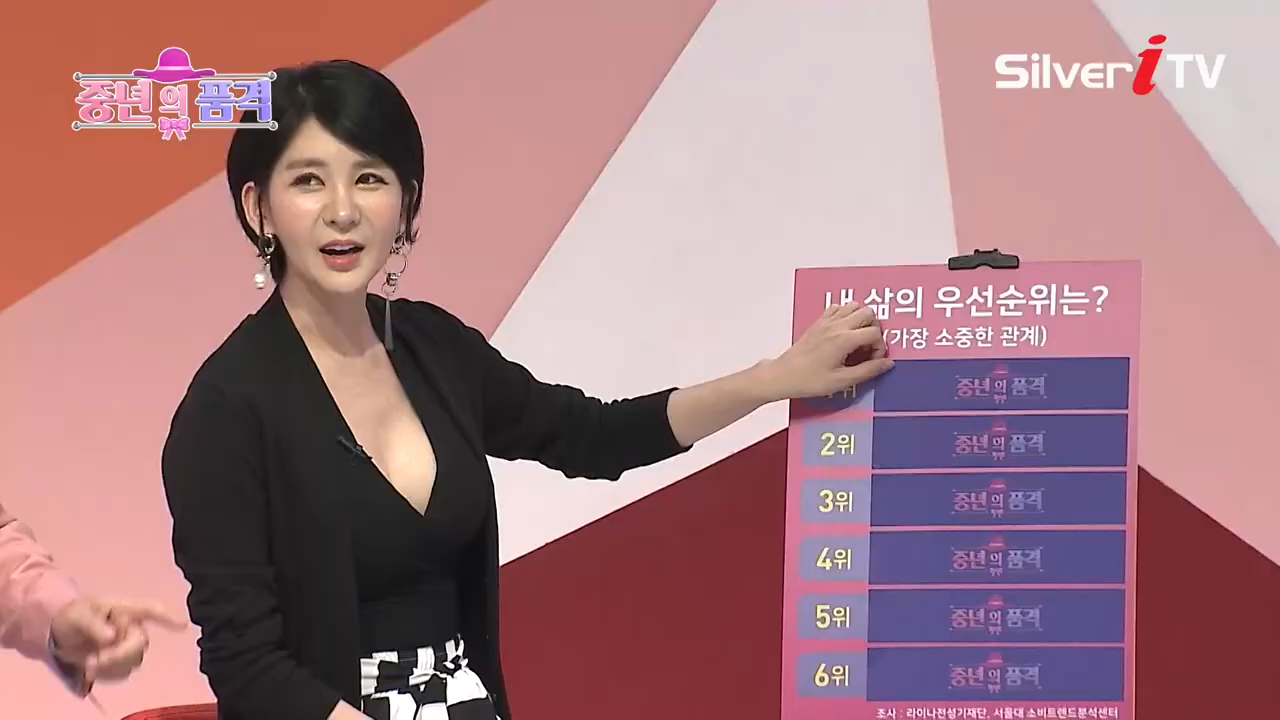 중년의 품격
Silver i TV
내 삶의 우선순위는?
(가장 소중한 관계)
1위 중년의 품격
2위 중년의 품격
3위 중년의 품격
4위 중년의 품격
5위 중년의 품격
6위 중년의 품격
조사 : 라이나전성기재단, 서울대 소비트렌드분석센터